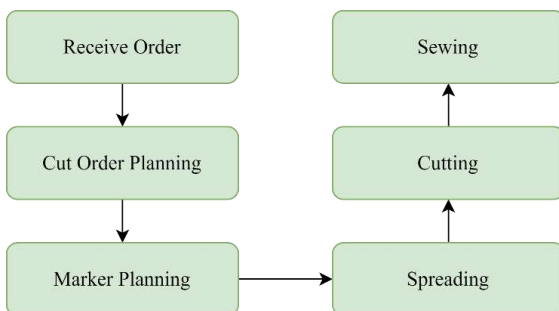 Receive Order
Cut Order Planning
Marker Planning
Spreading
Cutting
Sewing